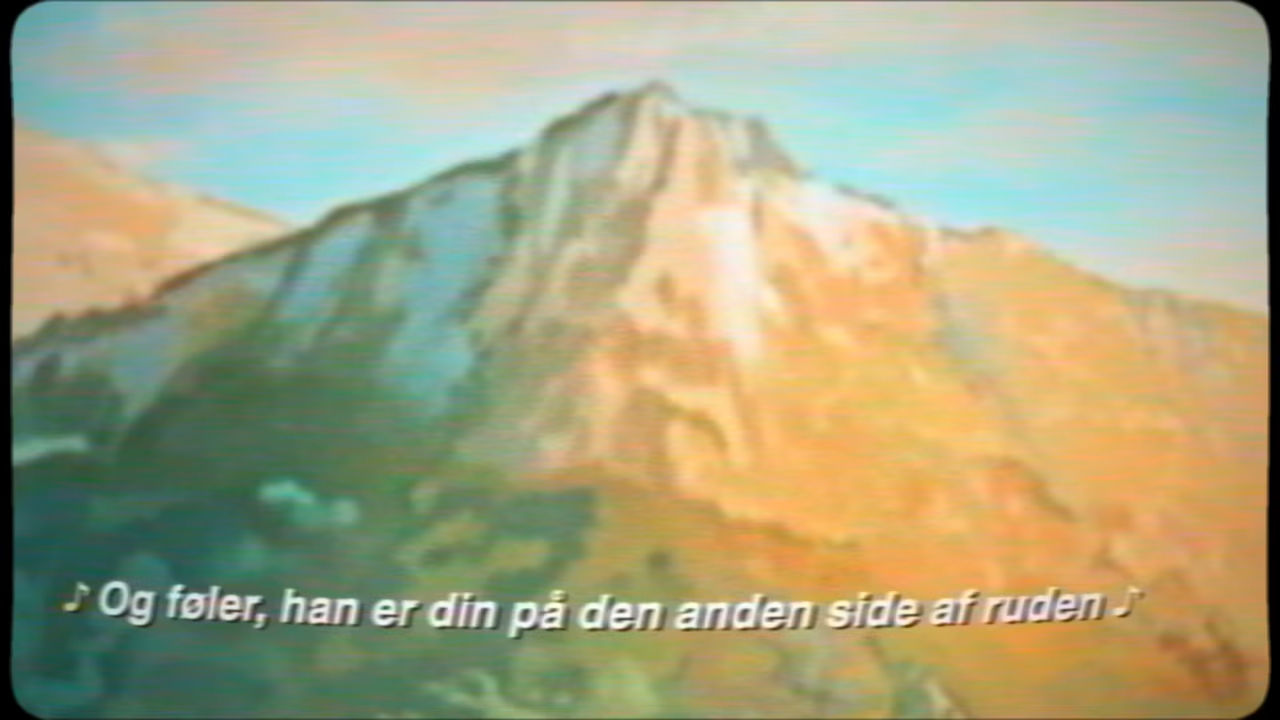 ♪ Og føler, han er din på den anden side af ruden ♪